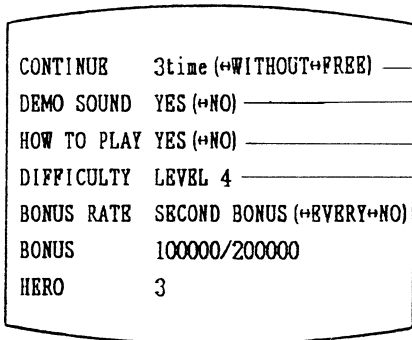 CONTINUE 3time(↔WITHOUT↔FREE)
DEMO SOUND YES(↔NO)
HOW TO PLAY YES(↔NO)
DIFFICULTY LEVEL 4
BONUS RATE SECOND BONUS(↔EVERY↔NO)
BONUS 100000/200000
HERO 3